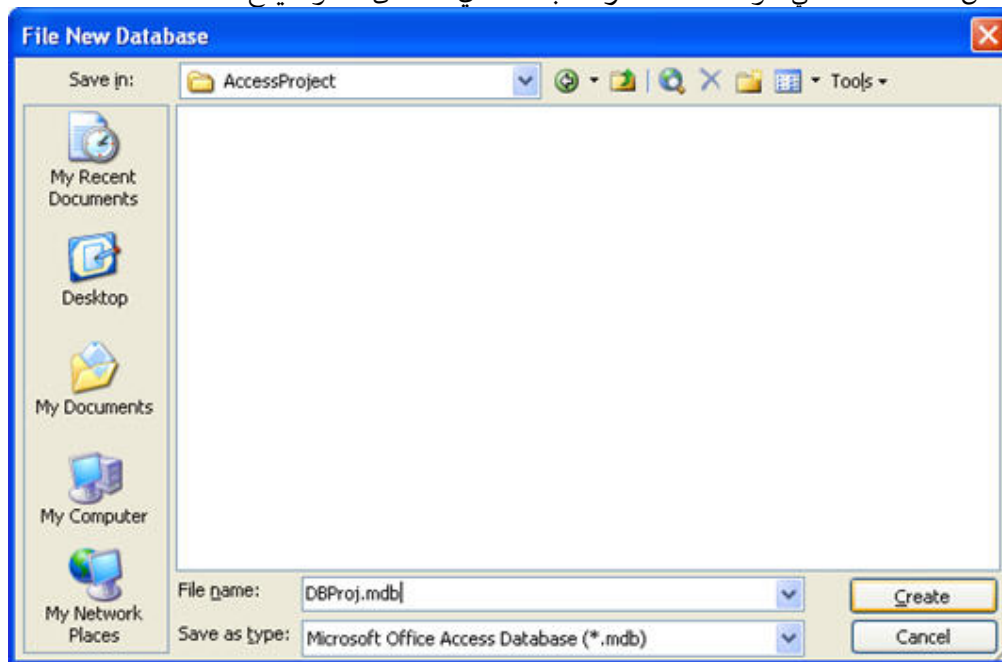 File New Database
Save in:
AccessProject
Tools
My Recent
Documents
Desktop
My Documents
My Computer
My Network
Places
File name:
DBProj.mdb
Create
Save as type:
Microsoft Office Access Database (*.mdb)
Cancel